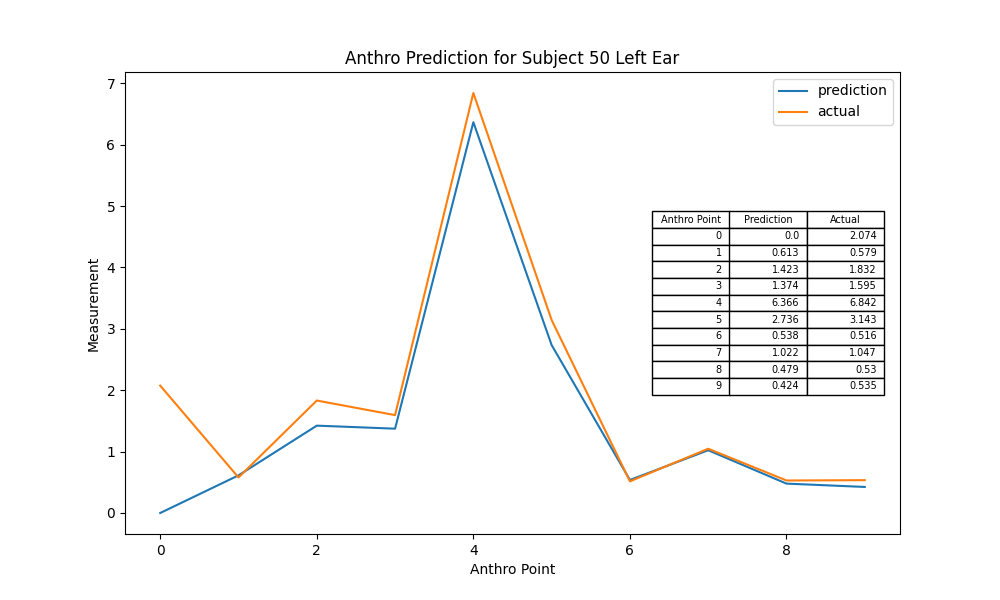 Anthro Prediction for Subject 50 Left Ear
prediction
actual
Measurement
7
6
5
4
3
2
1
0
Anthro Point Prediction Actual
0 0.0 2.074
1 0.613 0.579
2 1.423 1.832
3 1.374 1.595
4 6.366 6.842
5 2.736 3.143
6 0.538 0.516
7 1.022 1.047
8 0.479 0.53
9 0.424 0.535
0 2 4 6 8
Anthro Point